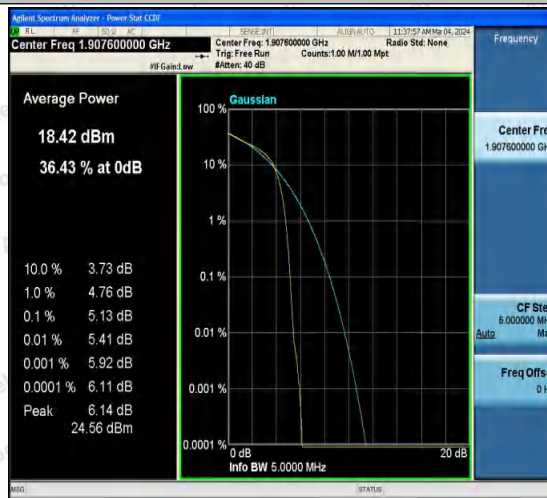 Agilent Spectrum Analyzer - Power Stat CCDF
RL RF 50 Ω AC SENSE:INT ALIGN AUTO 11:37:57 AM Mar 04, 2024
Center Freq 1.907600000 GHz
Center Freq: 1.907600000 GHz Radio Std: None
Trig: Free Run Counts:1.00 M/1.00 Mpt
#IFGain:Low #Atten: 40 dB
Frequency
Average Power
18.42 dBm
36.43 % at 0dB
10.0 % 3.73 dB
1.0 % 4.76 dB
0.1 % 5.13 dB
0.01 % 5.41 dB
0.001 % 5.92 dB
0.0001 % 6.11 dB
Peak 6.14 dB
24.56 dBm
Gaussian
100 %
10 %
1 %
0.1 %
0.01 %
0.001 %
0.0001 %
0 dB 20 dB
Info BW 5.0000 MHz
Center Fre
1.907600000 GH
CF Ste
Auto Ma
Freq Offs
0 H
MSG STATUS